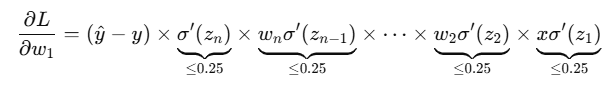 ∂L/∂w₁ = (ŷ − y) × σ′(zₙ) × wₙσ′(zₙ₋₁) × ⋯ × w₂σ′(z₂) × xσ′(z₁)
≤0.25 ≤0.25 ≤0.25 ≤0.25